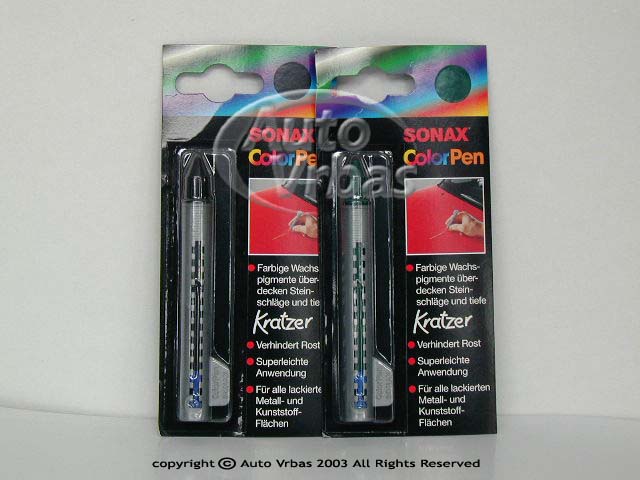 Auto
Vrbas
SONAX
ColorPen
Farbige Wachs-
pigmente über-
decken Stein-
schläge und tiefe
Kratzer
Verhindert Rost
Superleichte
Anwendung
Für alle lackierten
Metall- und
Kunststoff-
Flächen
SONAX
ColorPen
Farbige Wachs-
pigmente über-
decken Stein-
schläge und tiefe
Kratzer
Verhindert Rost
Superleichte
Anwendung
Für alle lackierten
Metall- und
Kunststoff-
Flächen
copyright © Auto Vrbas 2003 All Rights Reserved